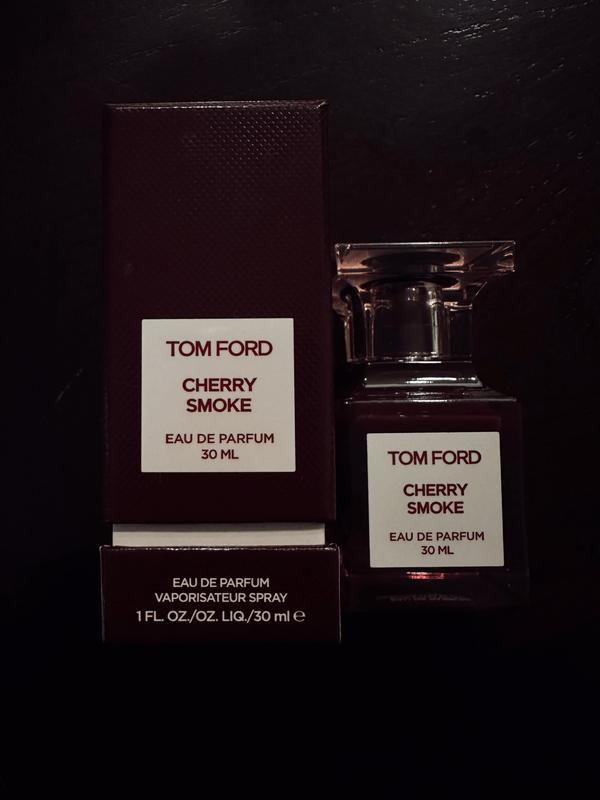 TOM FORD
CHERRY
SMOKE
EAU DE PARFUM
30 ML
EAU DE PARFUM
VAPORISATEUR SPRAY
1 FL. OZ./OZ. LIQ./30 ml ℮
TOM FORD
CHERRY
SMOKE
EAU DE PARFUM
30 ML